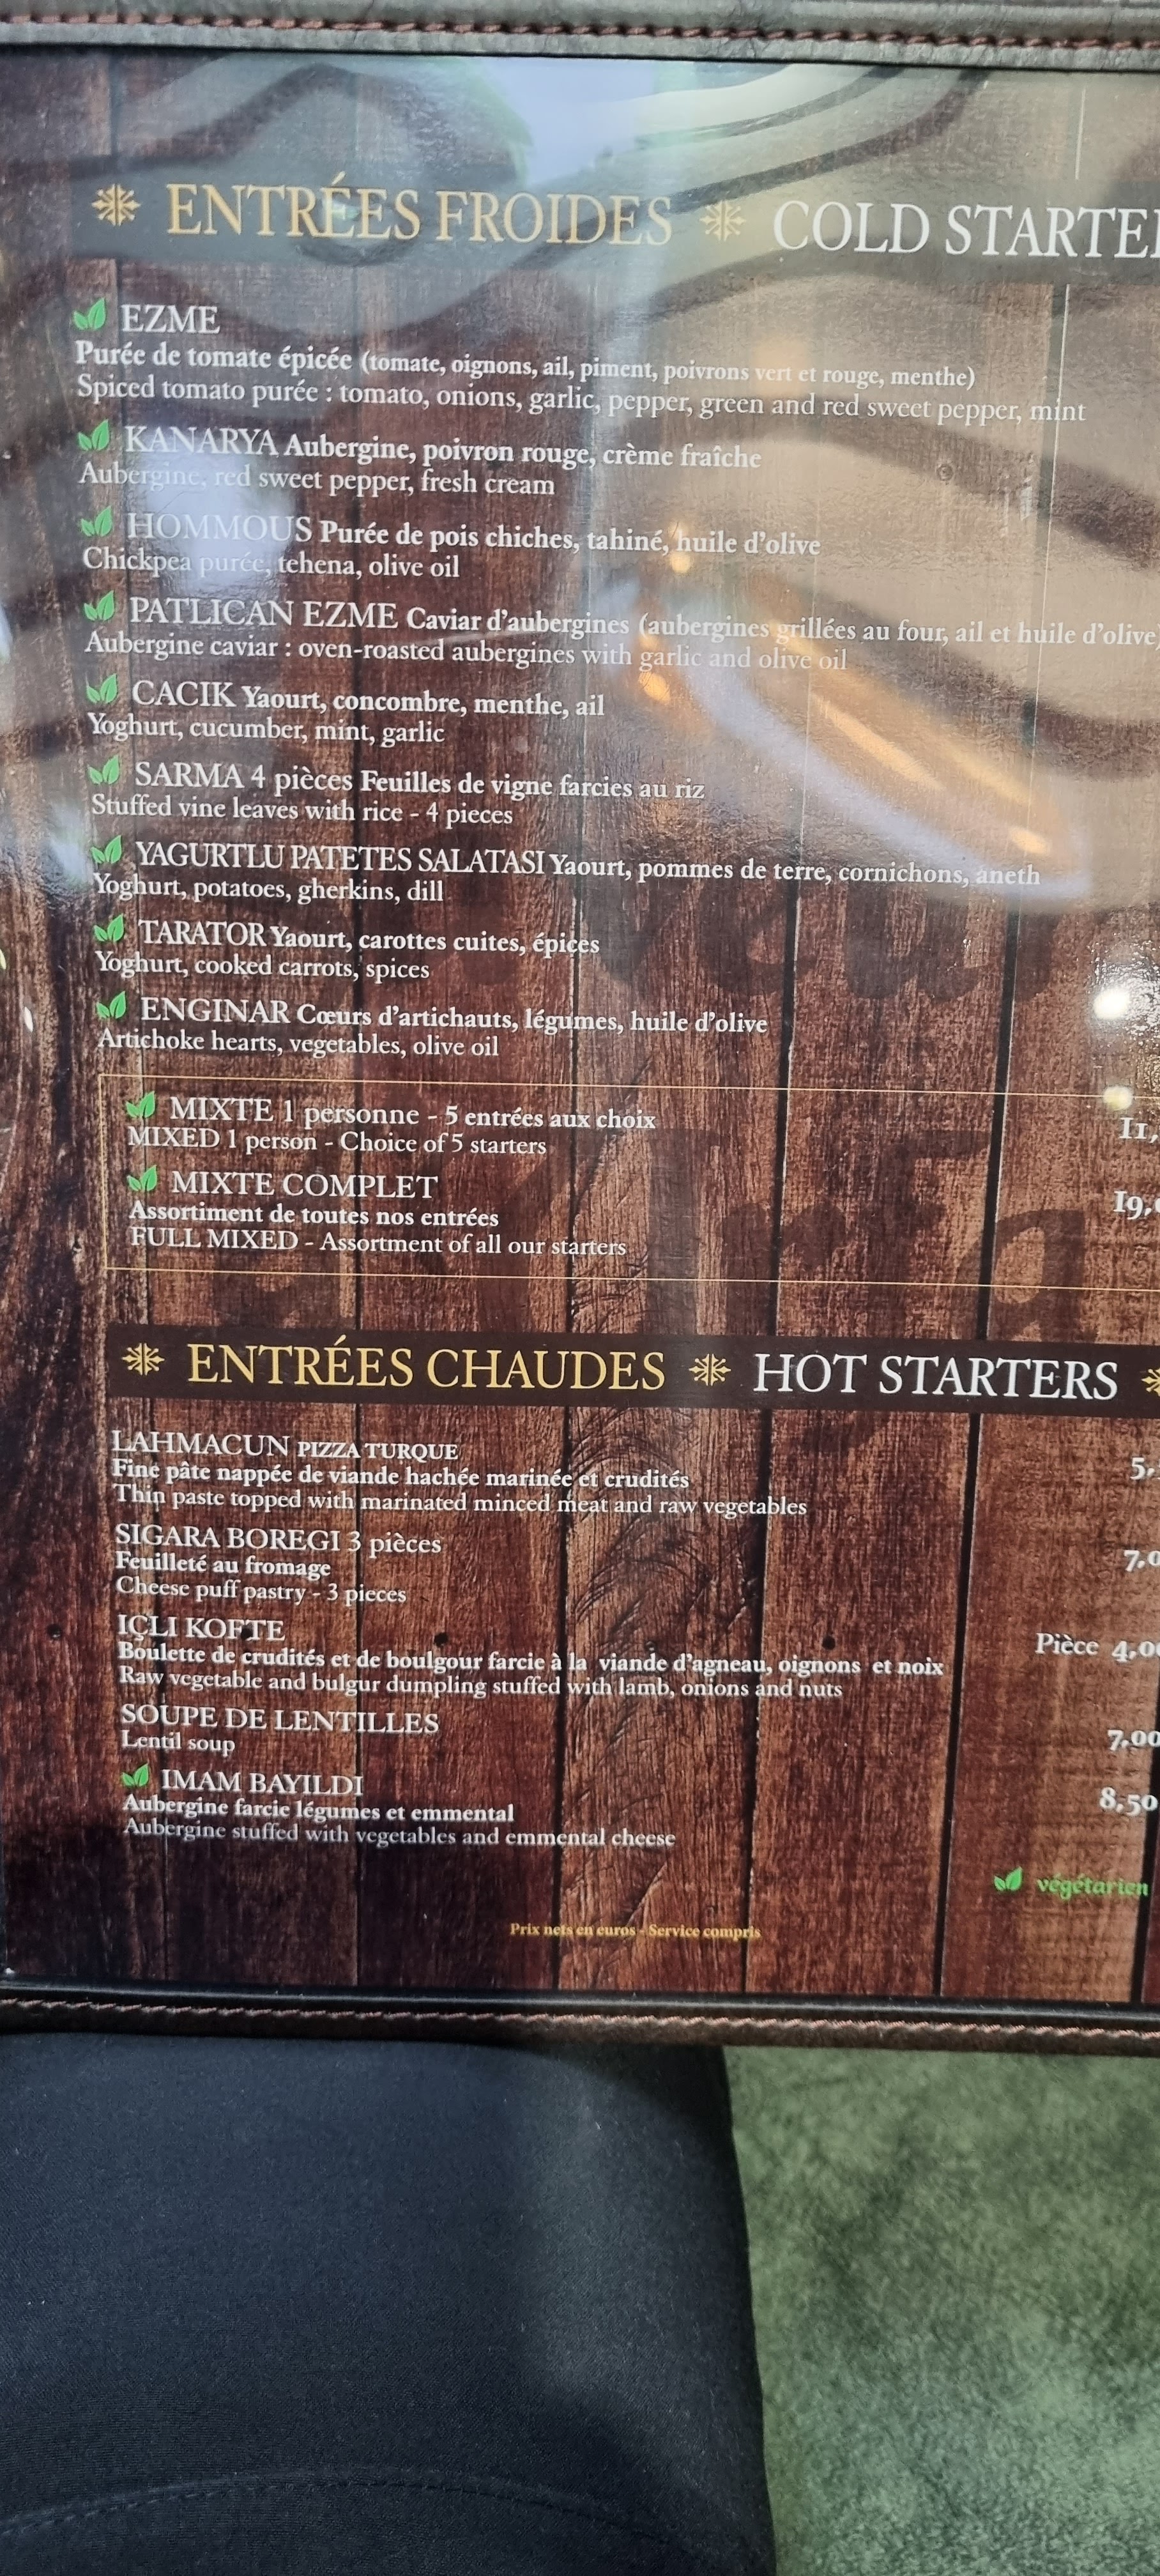 ENTRÉES FROIDES COLD STARTE
EZME
Purée de tomate épicée (tomate, oignons, ail, piment, poivrons vert et rouge, menthe)
Spiced tomato purée : tomato, onions, garlic, pepper, green and red sweet pepper, mint
KANARYA Aubergine, poivron rouge, crème fraîche
Aubergine, red sweet pepper, fresh cream
HOMMOUS Purée de pois chiches, tahiné, huile d'olive
Chickpea purée, tehena, olive oil
PATLICAN EZME Caviar d'aubergines (aubergines grillées au four, ail et huile d'olive)
Aubergine caviar : oven-roasted aubergines with garlic and olive oil
CACIK Yaourt, concombre, menthe, ail
Yoghurt, cucumber, mint, garlic
SARMA 4 pièces Feuilles de vigne farcies au riz
Stuffed vine leaves with rice - 4 pieces
YAGURTLU PATETES SALATASI Yaourt, pommes de terre, cornichons, aneth
Yoghurt, potatoes, gherkins, dill
TARATOR Yaourt, carottes cuites, épices
Yoghurt, cooked carrots, spices
ENGINAR Cœurs d'artichauts, légumes, huile d'olive
Artichoke hearts, vegetables, olive oil
MIXTE 1 personne - 5 entrées aux choix 11,
MIXED 1 person - Choice of 5 starters
MIXTE COMPLET 19,
Assortiment de toutes nos entrées
FULL MIXED - Assortment of all our starters
ENTRÉES CHAUDES HOT STARTERS
LAHMACUN PIZZA TURQUE 5,
Fine pâte nappée de viande hachée marinée et crudités
Thin paste topped with marinated minced meat and raw vegetables
SIGARA BOREGI 3 pièces 7,0
Feuilleté au fromage
Cheese puff pastry - 3 pieces
IÇLI KOFTE Pièce 4,00
Boulette de crudités et de boulgour farcie à la viande d'agneau, oignons et noix
Raw vegetable and bulgur dumpling stuffed with lamb, onions and nuts
SOUPE DE LENTILLES 7,00
Lentil soup
IMAM BAYILDI 8,50
Aubergine farcie légumes et emmental
Aubergine stuffed with vegetables and emmental cheese
végétarien
Prix nets en euros - Service compris